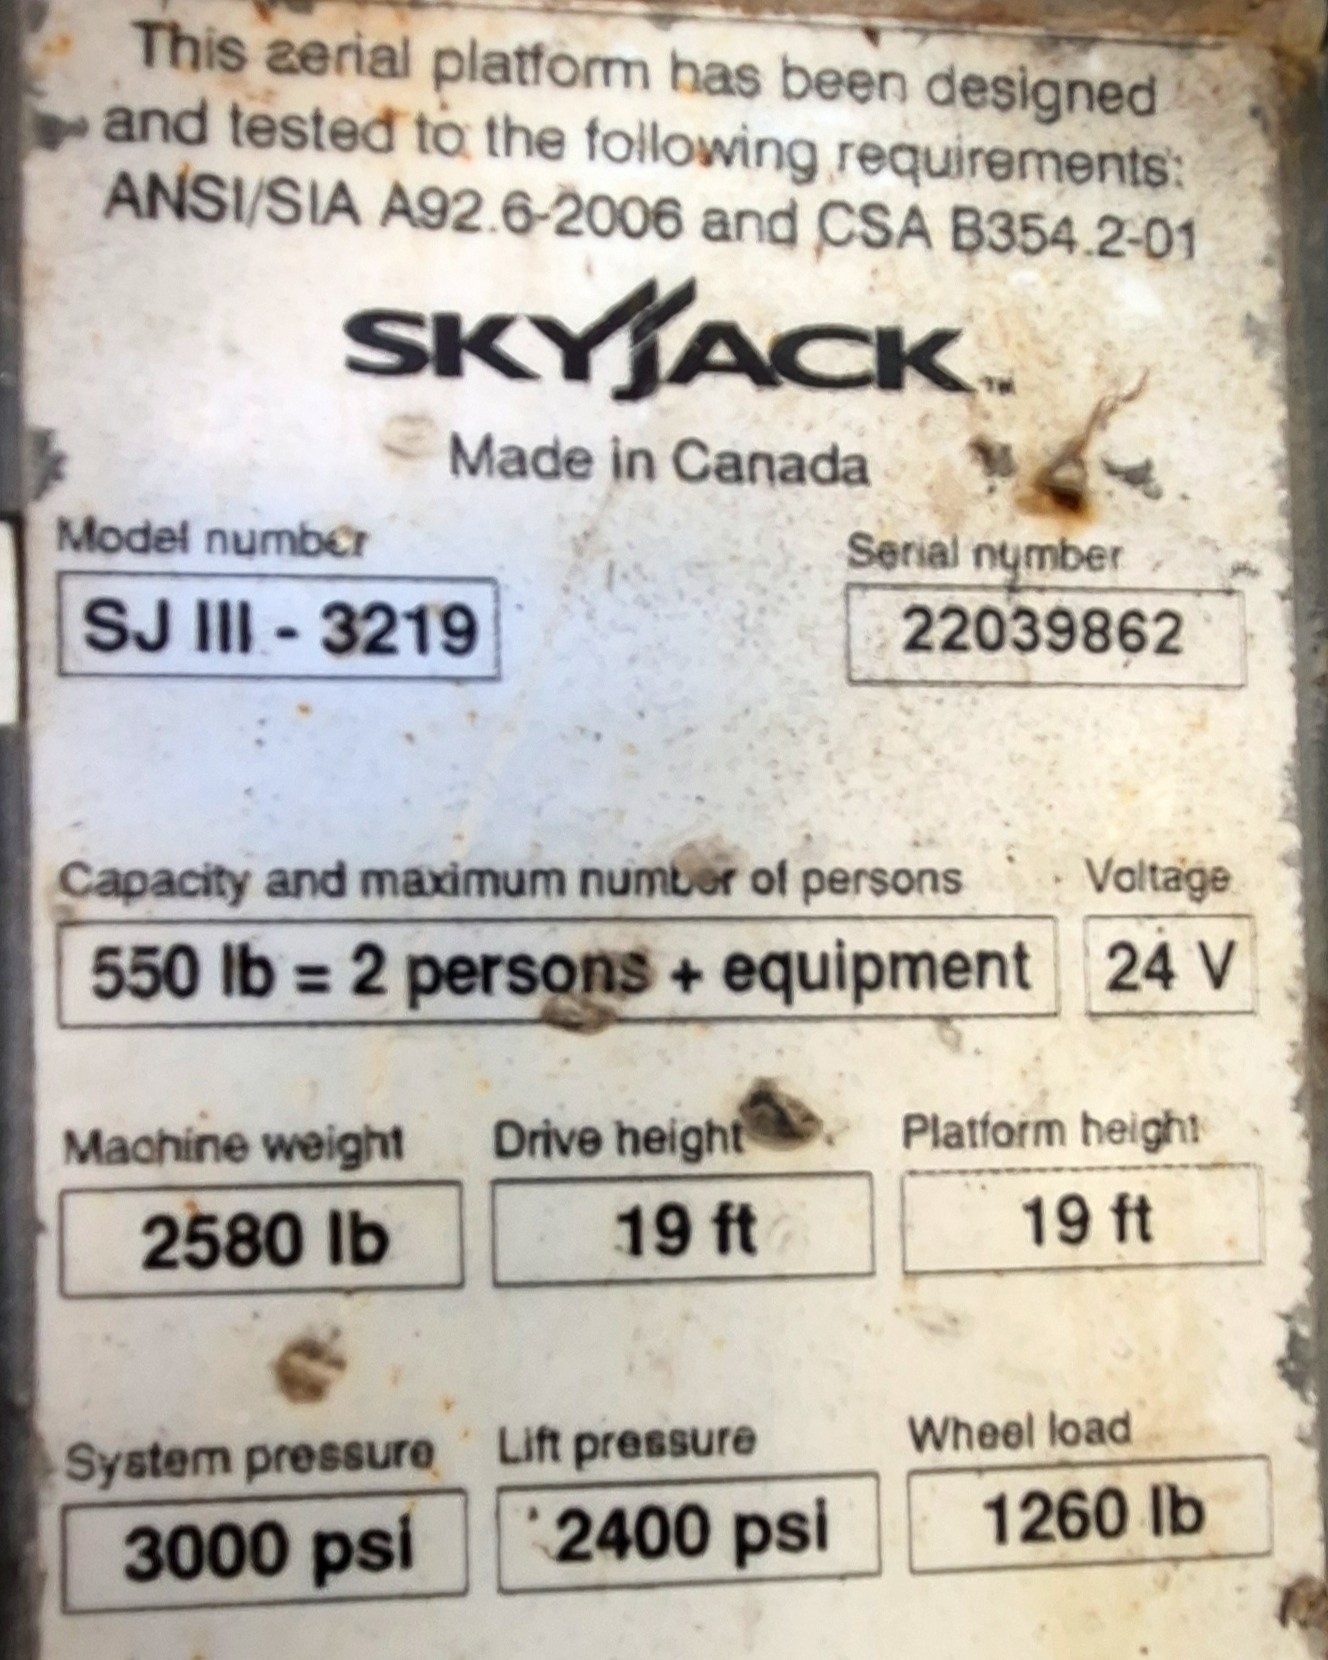 This aerial platform has been designed
and tested to the following requirements:
ANSI/SIA A92.6-2006 and CSA B354.2-01
SKYJACK™
Made in Canada
Model number Serial number
SJ III - 3219 22039862
Capacity and maximum number of persons Voltage
550 lb = 2 persons + equipment 24 V
Machine weight Drive height Platform height
2580 lb 19 ft 19 ft
System pressure Lift pressure Wheel load
3000 psi 2400 psi 1260 lb